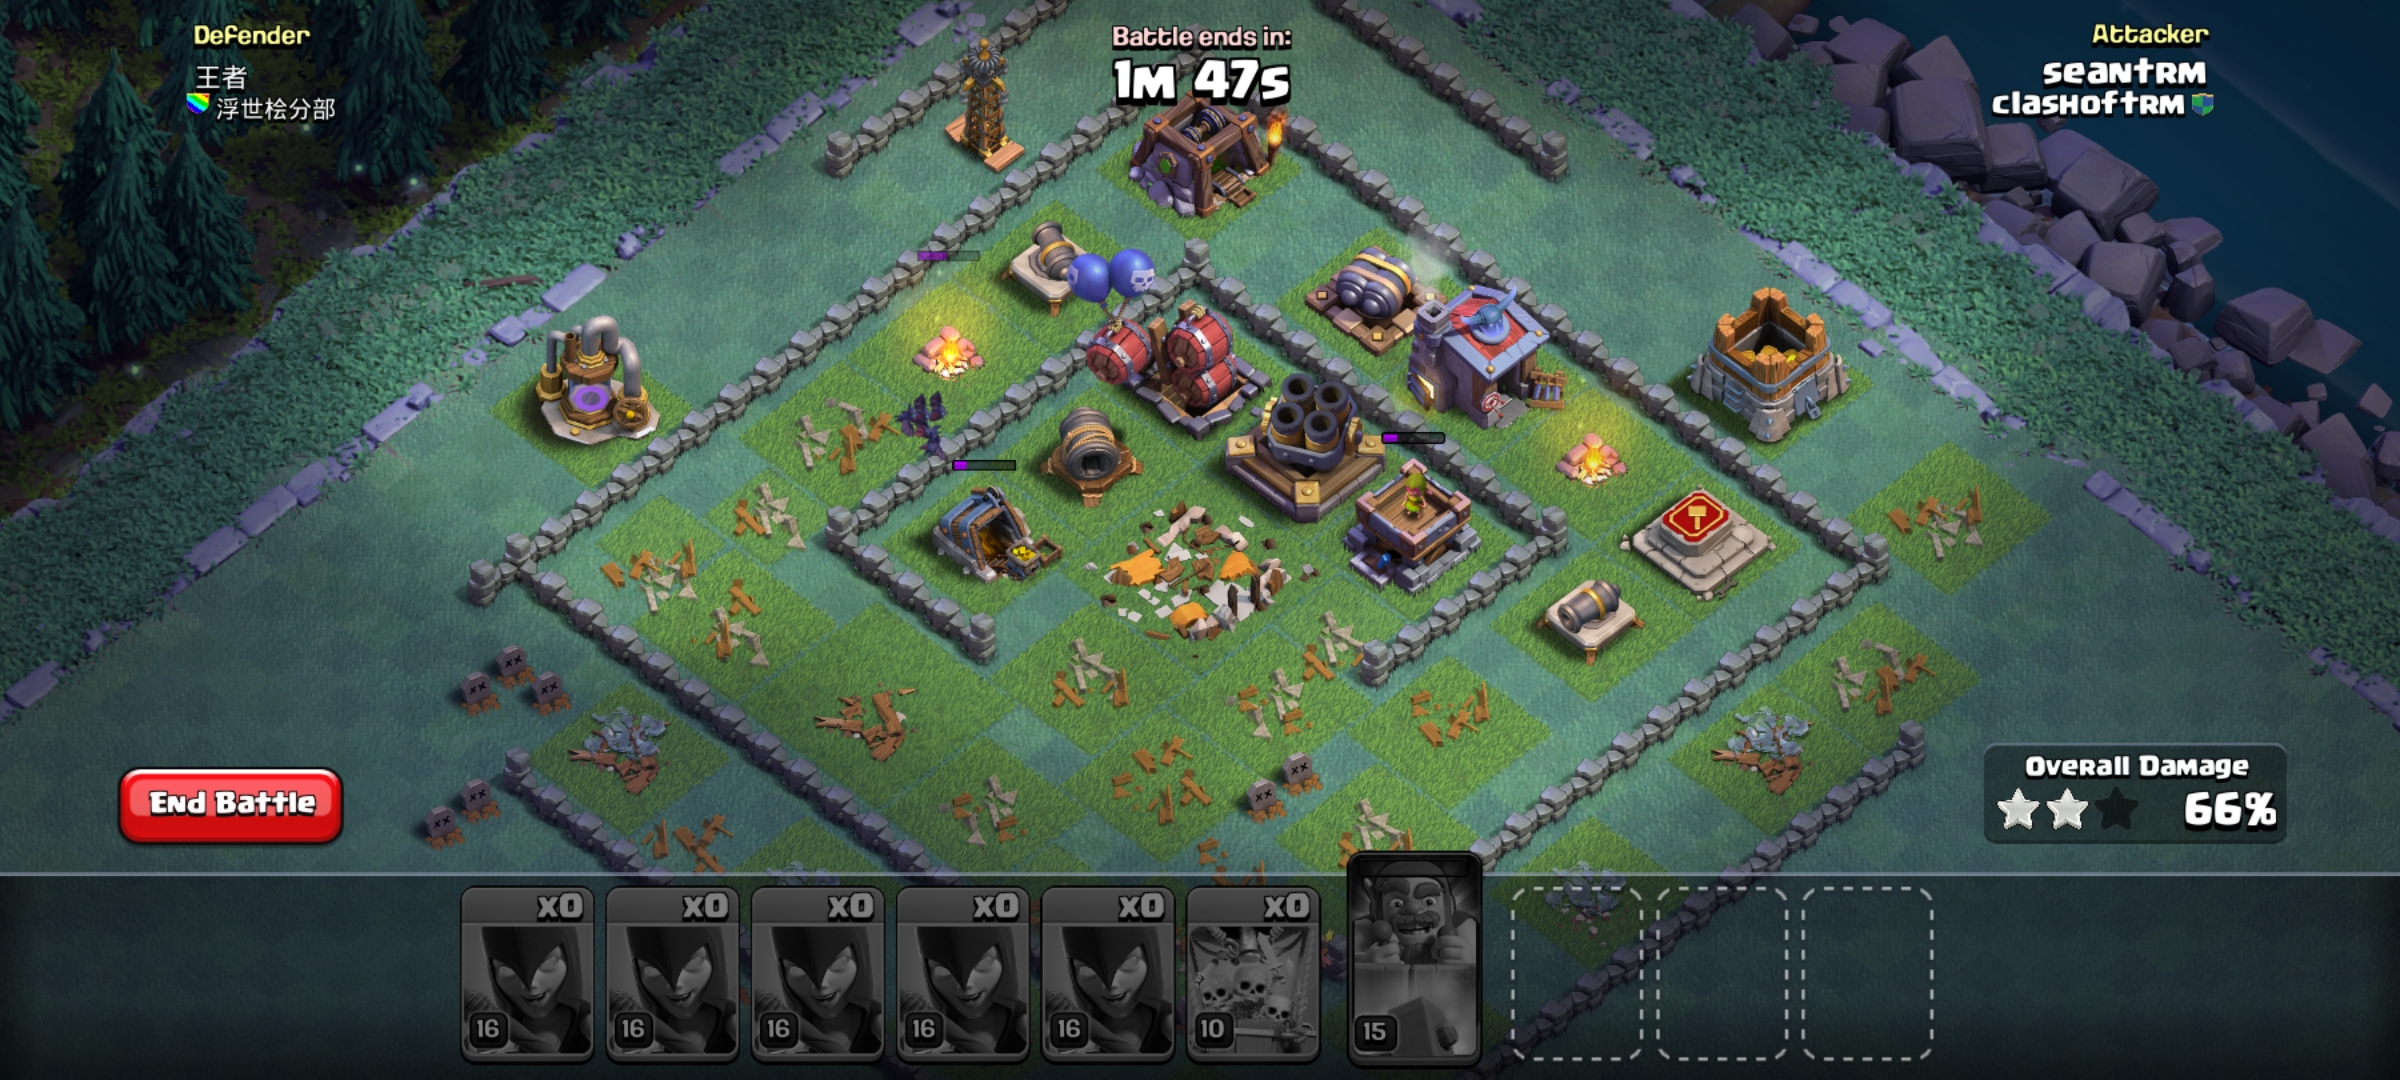 Defender
王者
浮世桧分部
Battle ends in:
1M 47s
Attacker
seantRM
clashoftRM
End Battle
Overall Damage
66%
x0 x0 x0 x0 x0 x0
16 16 16 16 16 10 15